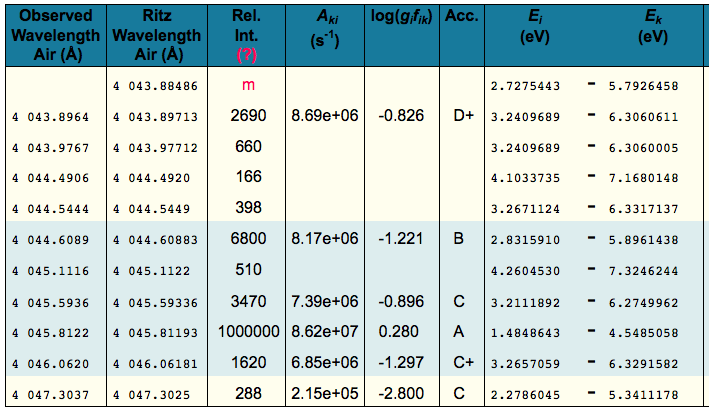 Observed Wavelength Air (Å) Ritz Wavelength Air (Å) Rel. Int. (?) Aki (s-1) log(gifik) Acc. Ei (eV) Ek (eV)
4 043.88486 m 2.7275443 - 5.7926458
4 043.8964 4 043.89713 2690 8.69e+06 -0.826 D+ 3.2409689 - 6.3060611
4 043.9767 4 043.97712 660 3.2409689 - 6.3060005
4 044.4906 4 044.4920 166 4.1033735 - 7.1680148
4 044.5444 4 044.5449 398 3.2671124 - 6.3317137
4 044.6089 4 044.60883 6800 8.17e+06 -1.221 B 2.8315910 - 5.8961438
4 045.1116 4 045.1122 510 4.2604530 - 7.3246244
4 045.5936 4 045.59336 3470 7.39e+06 -0.896 C 3.2111892 - 6.2749962
4 045.8122 4 045.81193 1000000 8.62e+07 0.280 A 1.4848643 - 4.5485058
4 046.0620 4 046.06181 1620 6.85e+06 -1.297 C+ 3.2657059 - 6.3291582
4 047.3037 4 047.3025 288 2.15e+05 -2.800 C 2.2786045 - 5.3411178